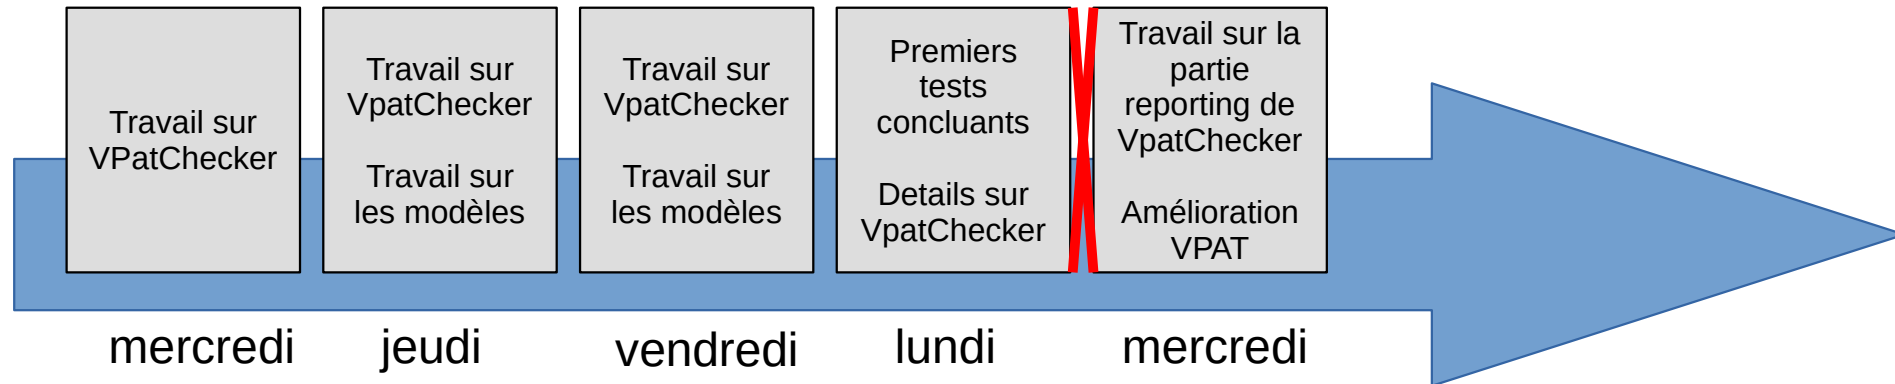 Travail sur
VPatChecker
Travail sur
VpatChecker
Travail sur
les modèles
Travail sur
VpatChecker
Travail sur
les modèles
Premiers
tests
concluants
Details sur
VpatChecker
Travail sur la
partie
reporting de
VpatChecker
Amélioration
VPAT
mercredi
jeudi
vendredi
lundi
mercredi